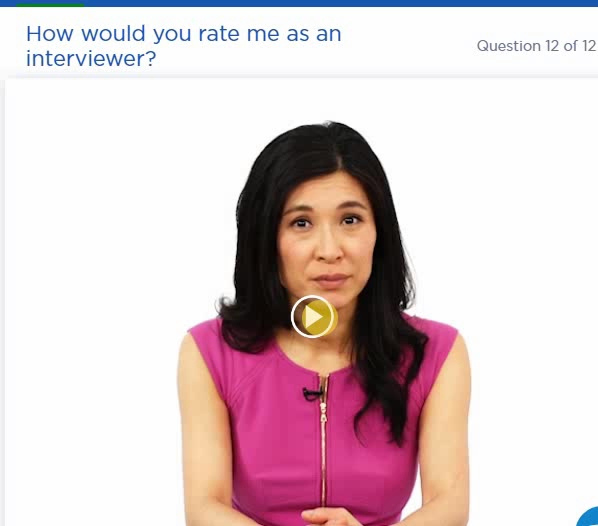 How would you rate me as an
interviewer?
Question 12 of 12